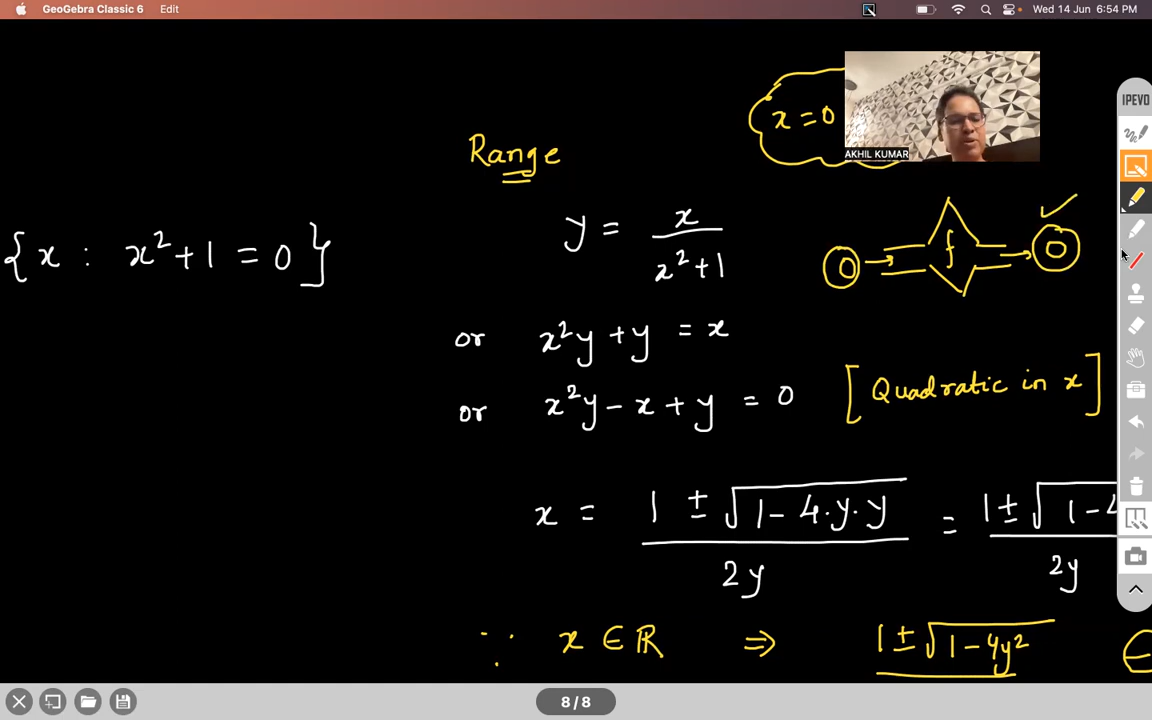 GeoGebra Classic 6 Edit Wed 14 Jun 6:54 PM
IPEVO
x = 0
AKHIL KUMAR
Range
{x : x²+1 = 0}
y = x/(x²+1)
0 → f → 0 ✓
or x²y + y = x
or x²y − x + y = 0 [Quadratic in x]
x = (1 ± √(1 − 4·y·y))/2y = 1 ± √(1 −
2y
∵ x ∈ ℝ ⇒ 1 ± √(1 − 4y²) ∈
8 / 8